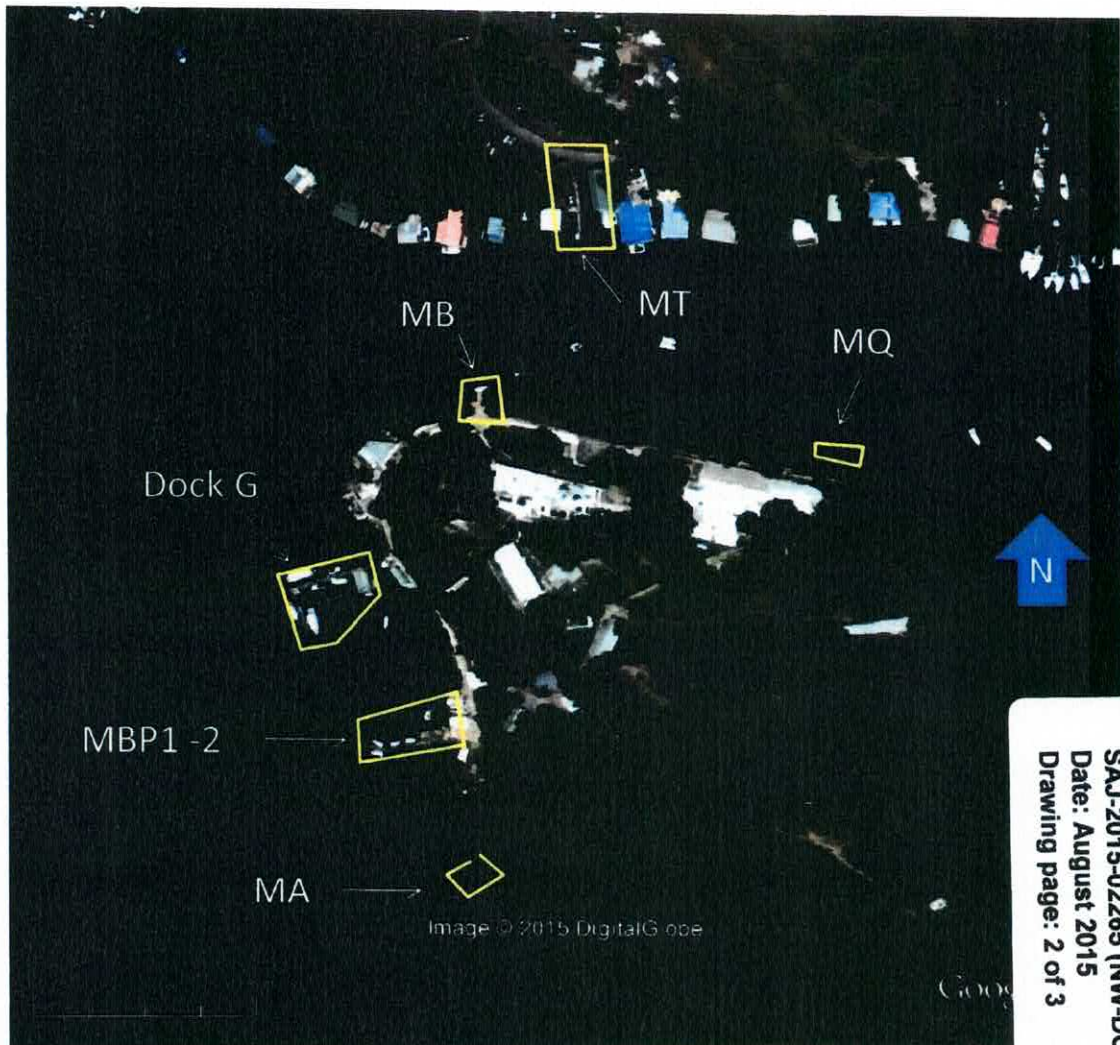 MT
MB
MQ
Dock G
N
MBP1 -2
MA
Image © 2015 DigitalGlobe
Date: August 2015
Drawing page: 2 of 3